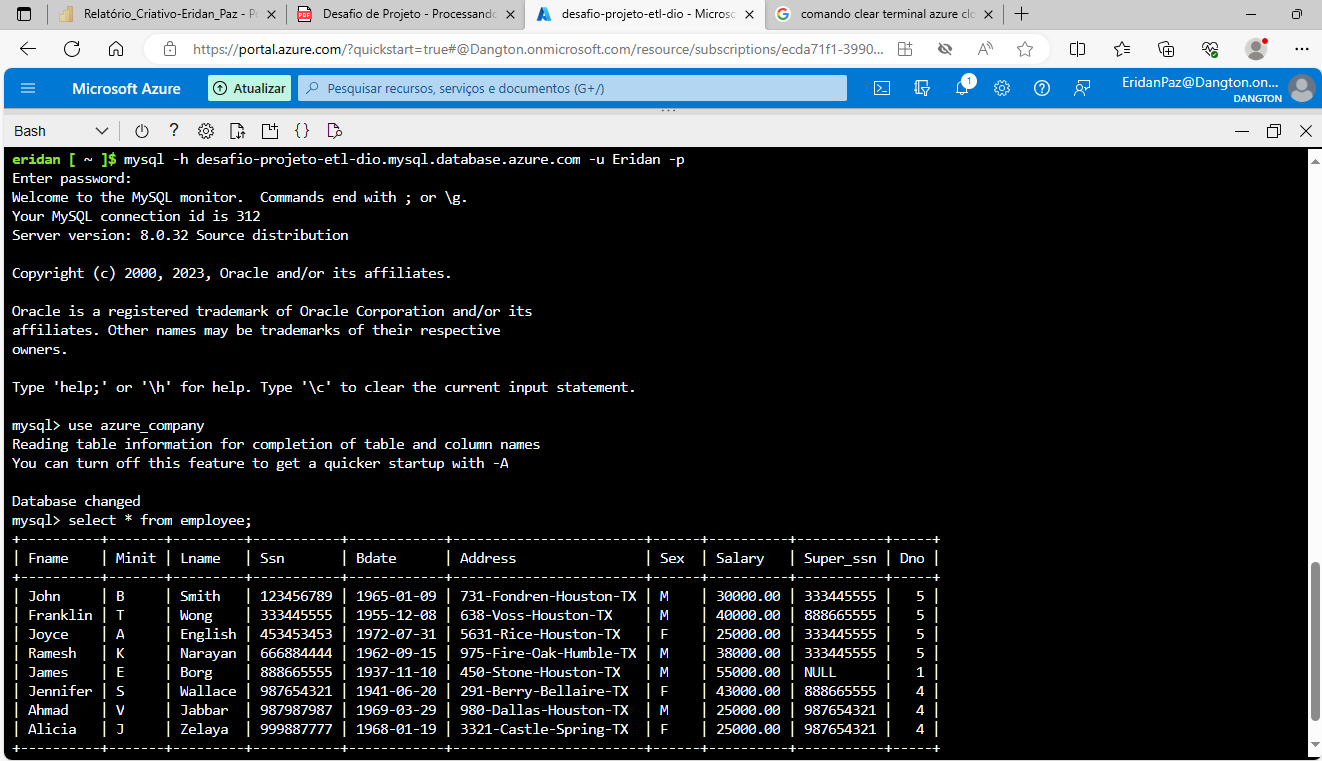 Relatório_Criativo-Eridan_Paz - Po
Desafio de Projeto - Processando
desafio-projeto-etl-dio - Microsoft
comando clear terminal azure clo
https://portal.azure.com/?quickstart=true#@Dangton.onmicrosoft.com/resource/subscriptions/ecda71f1-3990...
Microsoft Azure
Atualizar
Pesquisar recursos, serviços e documentos (G+/)
1
EridanPaz@Dangton.on...
DANGTON
Bash
eridan [ ~ ]$ mysql -h desafio-projeto-etl-dio.mysql.database.azure.com -u Eridan -p
Enter password:
Welcome to the MySQL monitor.  Commands end with ; or \g.
Your MySQL connection id is 312
Server version: 8.0.32 Source distribution
Copyright (c) 2000, 2023, Oracle and/or its affiliates.
Oracle is a registered trademark of Oracle Corporation and/or its
affiliates. Other names may be trademarks of their respective
owners.
Type 'help;' or '\h' for help. Type '\c' to clear the current input statement.
mysql> use azure_company
Reading table information for completion of table and column names
You can turn off this feature to get a quicker startup with -A
Database changed
mysql> select * from employee;
+----------+-------+---------+-----------+------------+------------------------+------+----------+-----------+-----+
| Fname    | Minit | Lname   | Ssn       | Bdate      | Address                | Sex  | Salary   | Super_ssn | Dno |
+----------+-------+---------+-----------+------------+------------------------+------+----------+-----------+-----+
| John     | B     | Smith   | 123456789 | 1965-01-09 | 731-Fondren-Houston-TX | M    | 30000.00 | 333445555 |   5 |
| Franklin | T     | Wong    | 333445555 | 1955-12-08 | 638-Voss-Houston-TX    | M    | 40000.00 | 888665555 |   5 |
| Joyce    | A     | English | 453453453 | 1972-07-31 | 5631-Rice-Houston-TX   | F    | 25000.00 | 333445555 |   5 |
| Ramesh   | K     | Narayan | 666884444 | 1962-09-15 | 975-Fire-Oak-Humble-TX | M    | 38000.00 | 333445555 |   5 |
| James    | E     | Borg    | 888665555 | 1937-11-10 | 450-Stone-Houston-TX   | M    | 55000.00 | NULL      |   1 |
| Jennifer | S     | Wallace | 987654321 | 1941-06-20 | 291-Berry-Bellaire-TX  | F    | 43000.00 | 888665555 |   4 |
| Ahmad    | V     | Jabbar  | 987987987 | 1969-03-29 | 980-Dallas-Houston-TX  | M    | 25000.00 | 987654321 |   4 |
| Alicia   | J     | Zelaya  | 999887777 | 1968-01-19 | 3321-Castle-Spring-TX  | F    | 25000.00 | 987654321 |   4 |
+----------+-------+---------+-----------+------------+------------------------+------+----------+-----------+-----+